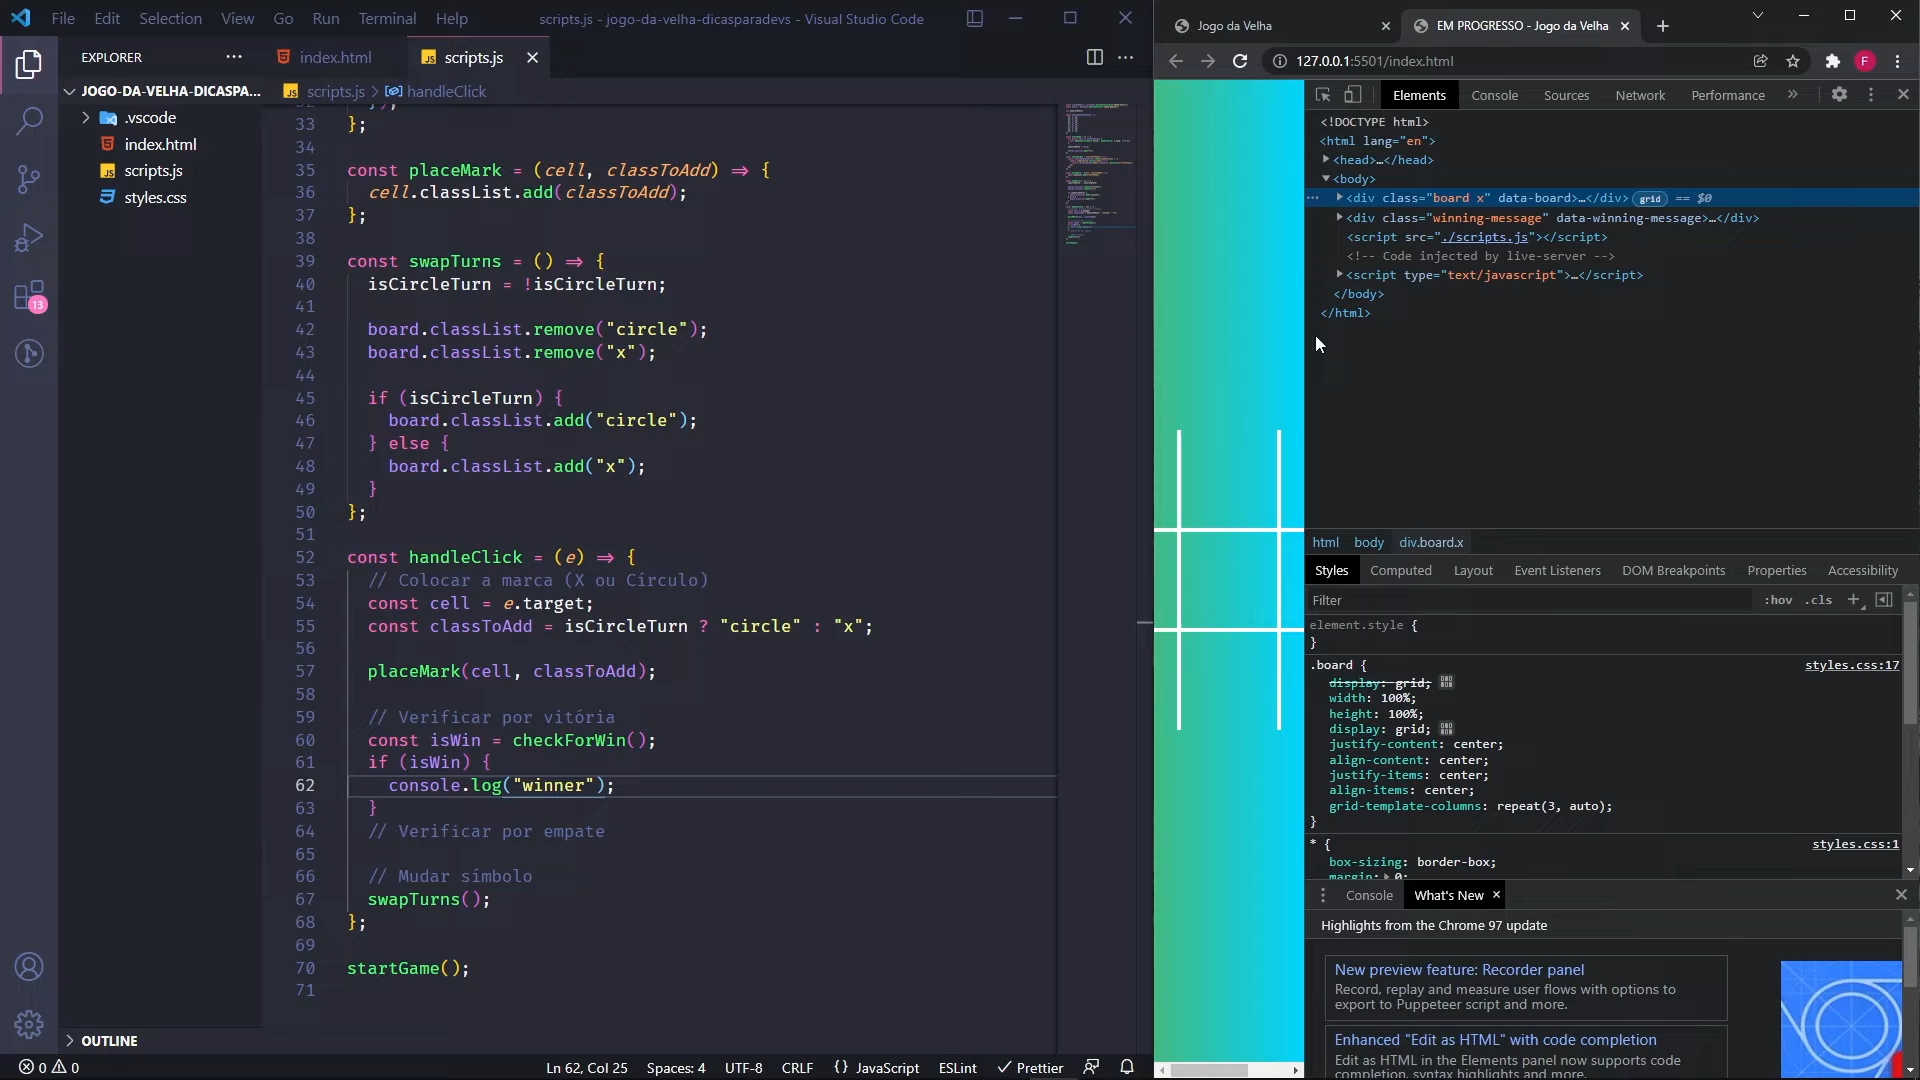 File Edit Selection View Go Run Terminal Help
scripts.js - jogo-da-velha-dicasparadevs - Visual Studio Code
EXPLORER
index.html
scripts.js
JOGO-DA-VELHA-DICASPA...
.vscode
index.html
scripts.js
styles.css
13
scripts.js > handleClick
33 };
34
35 const placeMark = (cell, classToAdd) => {
36 cell.classList.add(classToAdd);
37 };
38
39 const swapTurns = () => {
40 isCircleTurn = !isCircleTurn;
41
42 board.classList.remove("circle");
43 board.classList.remove("x");
44
45 if (isCircleTurn) {
46 board.classList.add("circle");
47 } else {
48 board.classList.add("x");
49 }
50 };
51
52 const handleClick = (e) => {
53 // Colocar a marca (X ou Círculo)
54 const cell = e.target;
55 const classToAdd = isCircleTurn ? "circle" : "x";
56
57 placeMark(cell, classToAdd);
58
59 // Verificar por vitória
60 const isWin = checkForWin();
61 if (isWin) {
62 console.log("winner");
63 }
64 // Verificar por empate
65
66 // Mudar símbolo
67 swapTurns();
68 };
69
70 startGame();
71
OUTLINE
0 0
Ln 62, Col 25 Spaces: 4 UTF-8 CRLF {} JavaScript ESLint Prettier
Jogo da Velha
EM PROGRESSO - Jogo da Velha
127.0.0.1:5501/index.html
F
Elements Console Sources Network Performance
<!DOCTYPE html>
<html lang="en">
<head>…</head>
<body>
<div class="board x" data-board>…</div> grid == $0
<div class="winning-message" data-winning-message>…</div>
<script src="./scripts.js"></script>
<!-- Code injected by live-server -->
<script type="text/javascript">…</script>
</body>
</html>
html body div.board.x
Styles Computed Layout Event Listeners DOM Breakpoints Properties Accessibility
Filter :hov .cls
element.style {
}
.board { styles.css:17
display: grid;
width: 100%;
height: 100%;
display: grid;
justify-content: center;
align-content: center;
justify-items: center;
align-items: center;
grid-template-columns: repeat(3, auto);
}
* { styles.css:1
box-sizing: border-box;
margin: 0;
Console What's New
Highlights from the Chrome 97 update
New preview feature: Recorder panel
Record, replay and measure user flows with options to
export to Puppeteer script and more.
Enhanced "Edit as HTML" with code completion
Edit as HTML in the Elements panel now supports code
completion, syntax highlights and more.